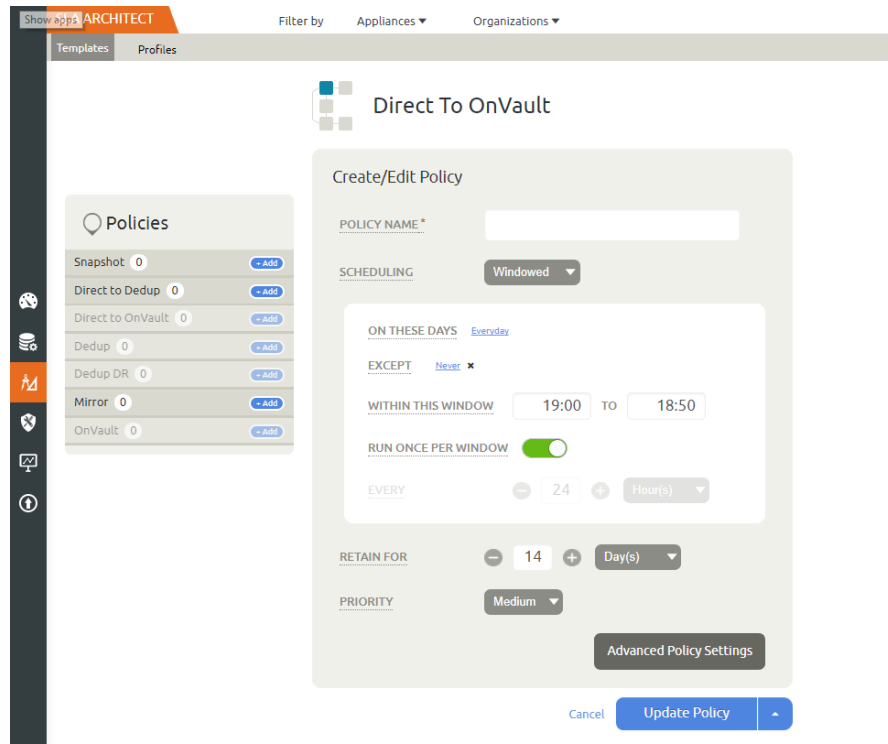 Show apps
SLA ARCHITECT
Filter by Appliances ▼ Organizations ▼
Templates Profiles
Direct To OnVault
Create/Edit Policy
Policies
Snapshot 0 + Add
Direct to Dedup 0 + Add
Direct to OnVault 0 + Add
Dedup 0 + Add
Dedup DR 0 + Add
Mirror 0 + Add
OnVault 0 + Add
POLICY NAME*
SCHEDULING Windowed
ON THESE DAYS Everyday
EXCEPT Never ×
WITHIN THIS WINDOW 19:00 TO 18:50
RUN ONCE PER WINDOW
EVERY 24 Hour(s)
RETAIN FOR 14 Day(s)
PRIORITY Medium
Advanced Policy Settings
Cancel Update Policy